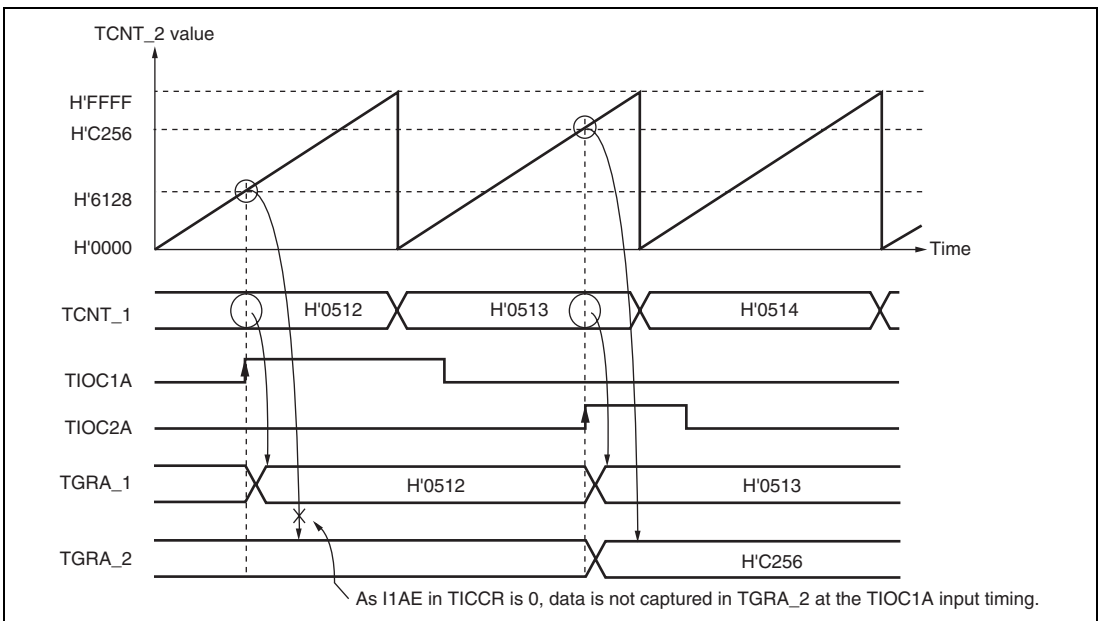 TCNT_2 value
H'FFFF
H'C256
H'6128
H'0000
Time
TCNT_1
H'0512
H'0513
H'0514
TIOC1A
TIOC2A
TGRA_1
H'0512
H'0513
TGRA_2
H'C256
As I1AE in TICCR is 0, data is not captured in TGRA_2 at the TIOC1A input timing.